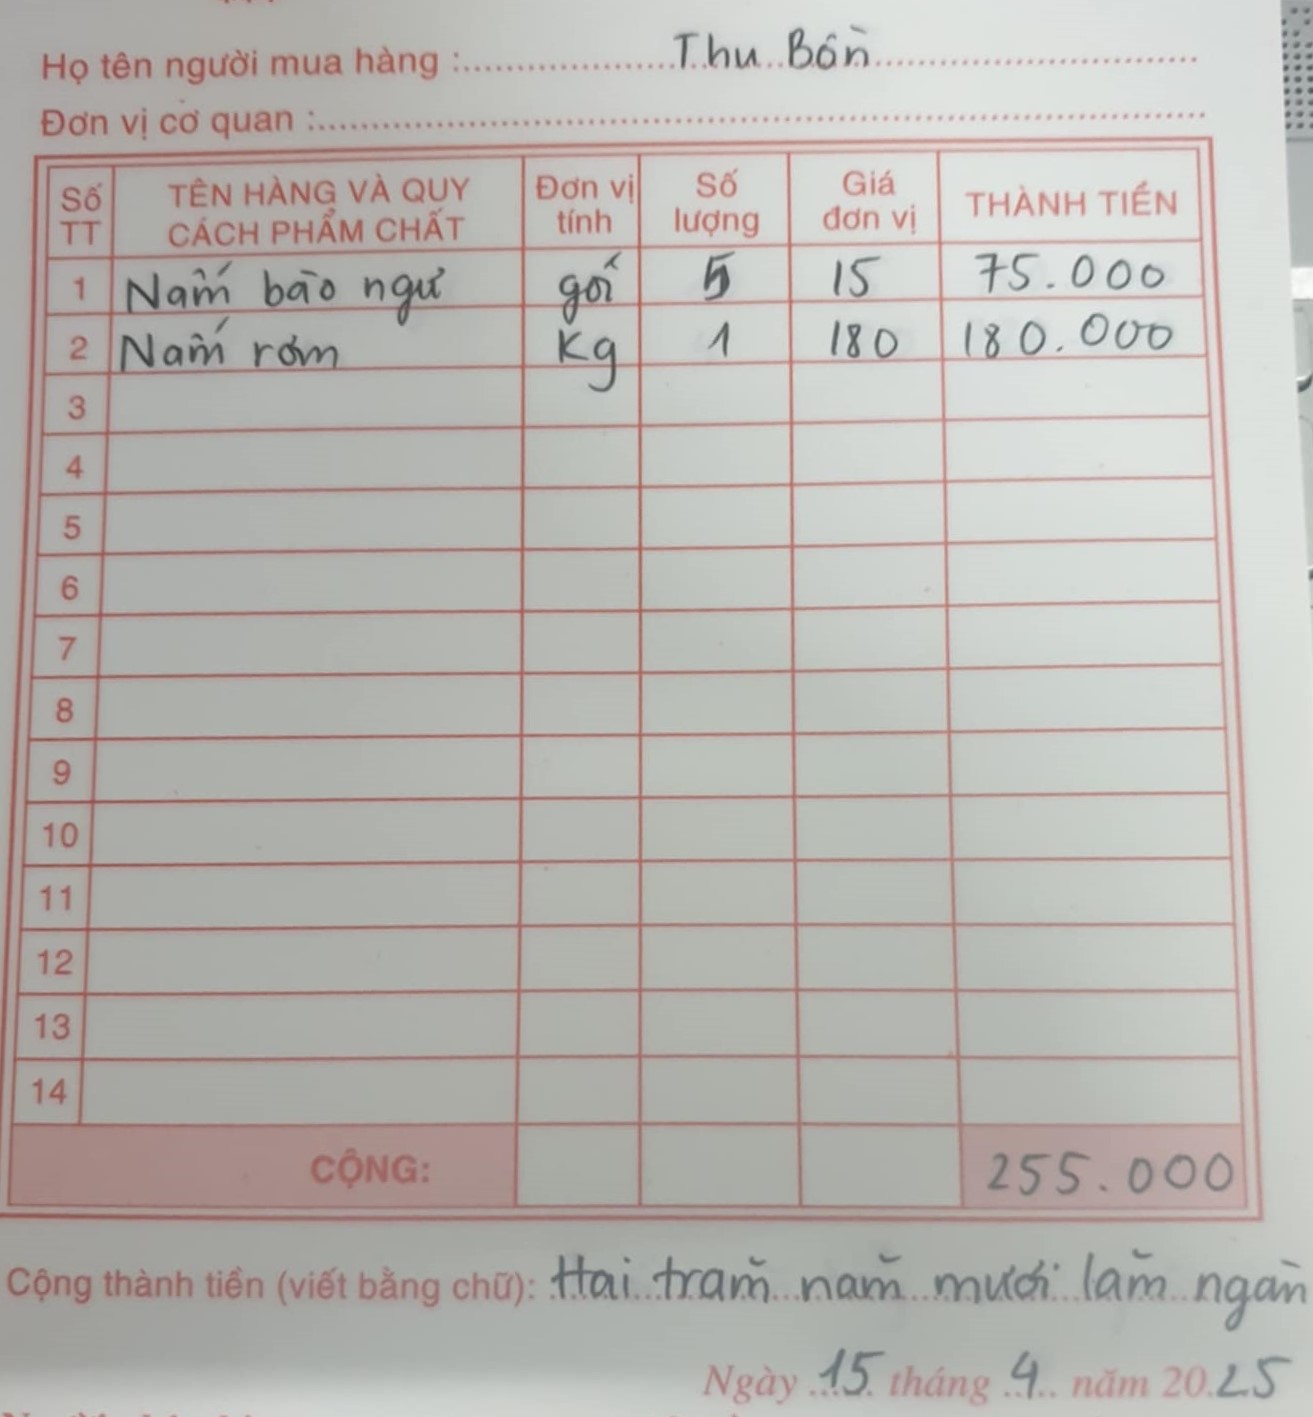 Họ tên người mua hàng : Thu Bồn
Đơn vị cơ quan :
Số TT | TÊN HÀNG VÀ QUY CÁCH PHẨM CHẤT | Đơn vị tính | Số lượng | Giá đơn vị | THÀNH TIỀN
1 Nấm bào ngư gói 5 15 75.000
2 Nấm rơm Kg 1 180 180.000
3
4
5
6
7
8
9
10
11
12
13
14
CỘNG: 255.000
Cộng thành tiền (viết bằng chữ): Hai trăm năm mươi lăm ngàn
Ngày 15 tháng 4 năm 2025